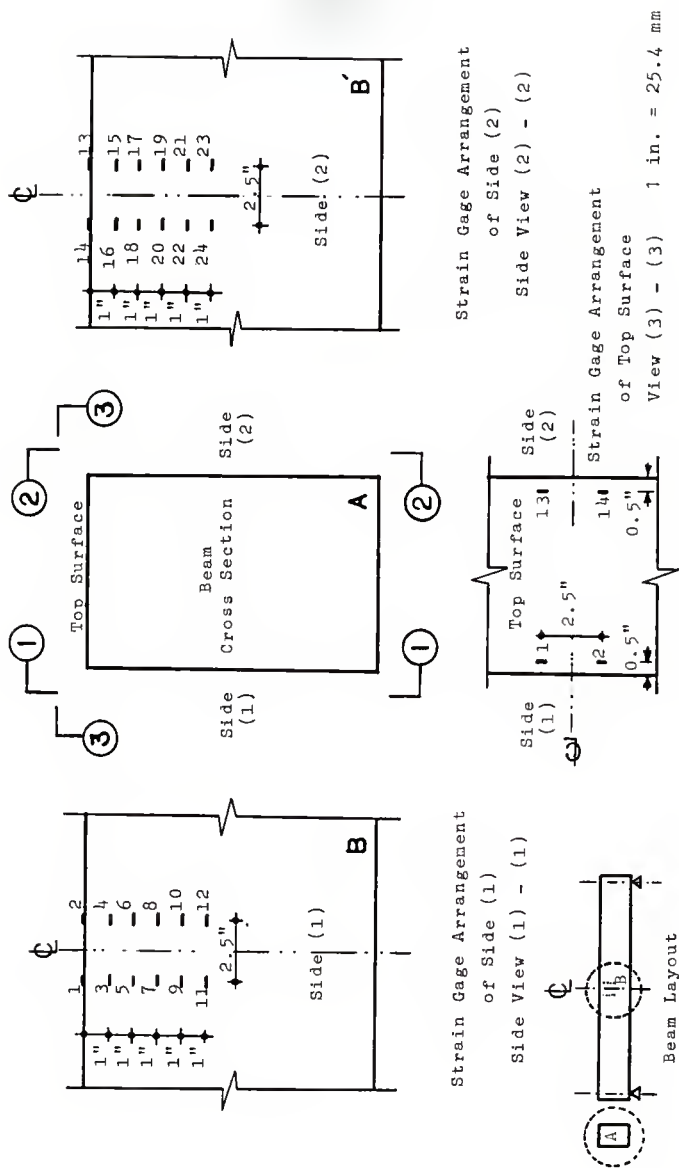 ℄
14 13
16 15
18 17
20 19
22 21
24 23
1"
1"
1"
1"
1"
2.5"
Side (2)
B'
Strain Gage Arrangement
of Side (2)
Side View (2) - (2)
1
2
3
3
Top Surface
Beam
Cross Section
A
Side
(1)
Side
(2)
1
2
℄
1 2
3 4
5 6
7 8
9 10
11 12
1"
1"
1"
1"
1"
2.5"
Side (1)
B
Strain Gage Arrangement
of Side (1)
Side View (1) - (1)
Side
(1)
Top Surface
Side
(2)
1
13
2.5"
2
14
0.5"
0.5"
℄
Strain Gage Arrangement
of Top Surface
View (3) - (3)
1 in. = 25.4 mm
℄
A
B
Beam Layout